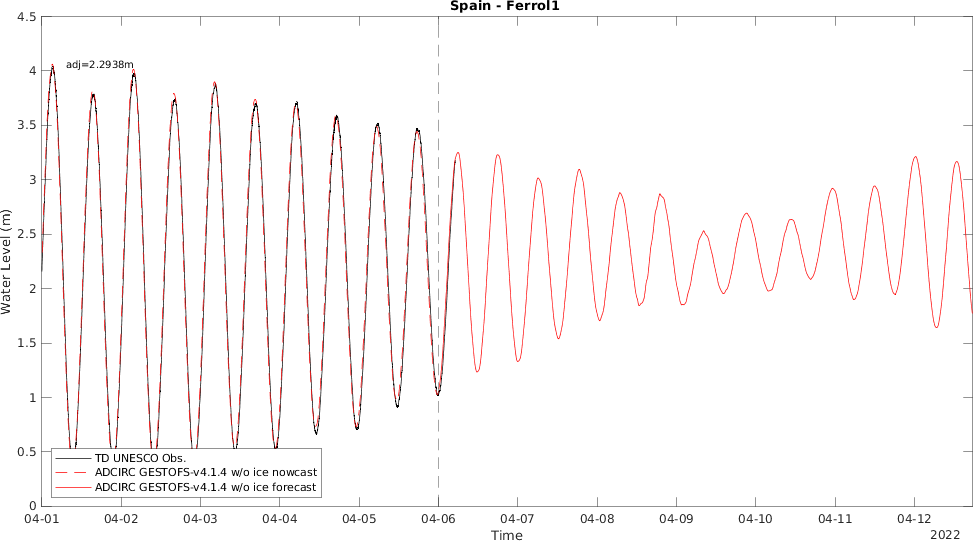 Spain - Ferrol1
adj=2.2938m
4.5
4
3.5
3
2.5
2
1.5
1
0.5
0
Water Level (m)
TD UNESCO Obs.
ADCIRC GESTOFS-v4.1.4 w/o ice nowcast
ADCIRC GESTOFS-v4.1.4 w/o ice forecast
04-01 04-02 04-03 04-04 04-05 04-06 04-07 04-08 04-09 04-10 04-11 04-12
Time
2022